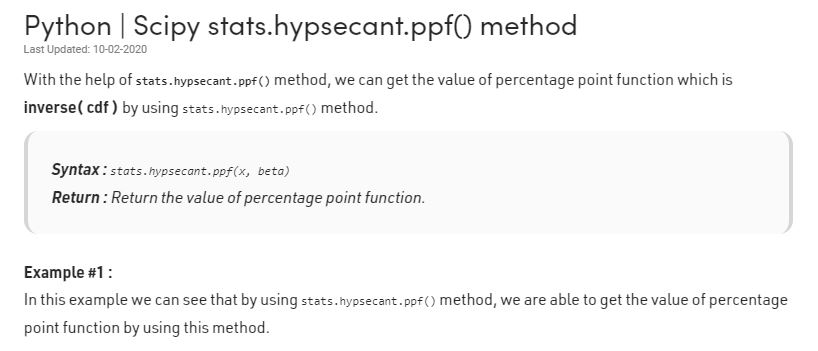 Python | Scipy stats.hypsecant.ppf() method
Last Updated: 10-02-2020
With the help of stats.hypsecant.ppf() method, we can get the value of percentage point function which is
inverse( cdf ) by using stats.hypsecant.ppf() method.
Syntax : stats.hypsecant.ppf(x, beta)
Return : Return the value of percentage point function.
Example #1 :
In this example we can see that by using stats.hypsecant.ppf() method, we are able to get the value of percentage
point function by using this method.